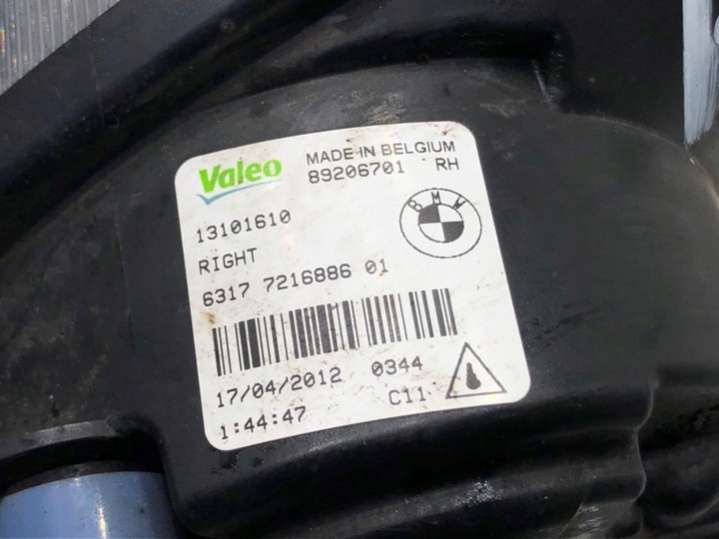 Valeo
MADE IN BELGIUM
89206701 RH
BMW
13101610
RIGHT
6317 7216886 01
17/04/2012 0344
1:44:47 C11